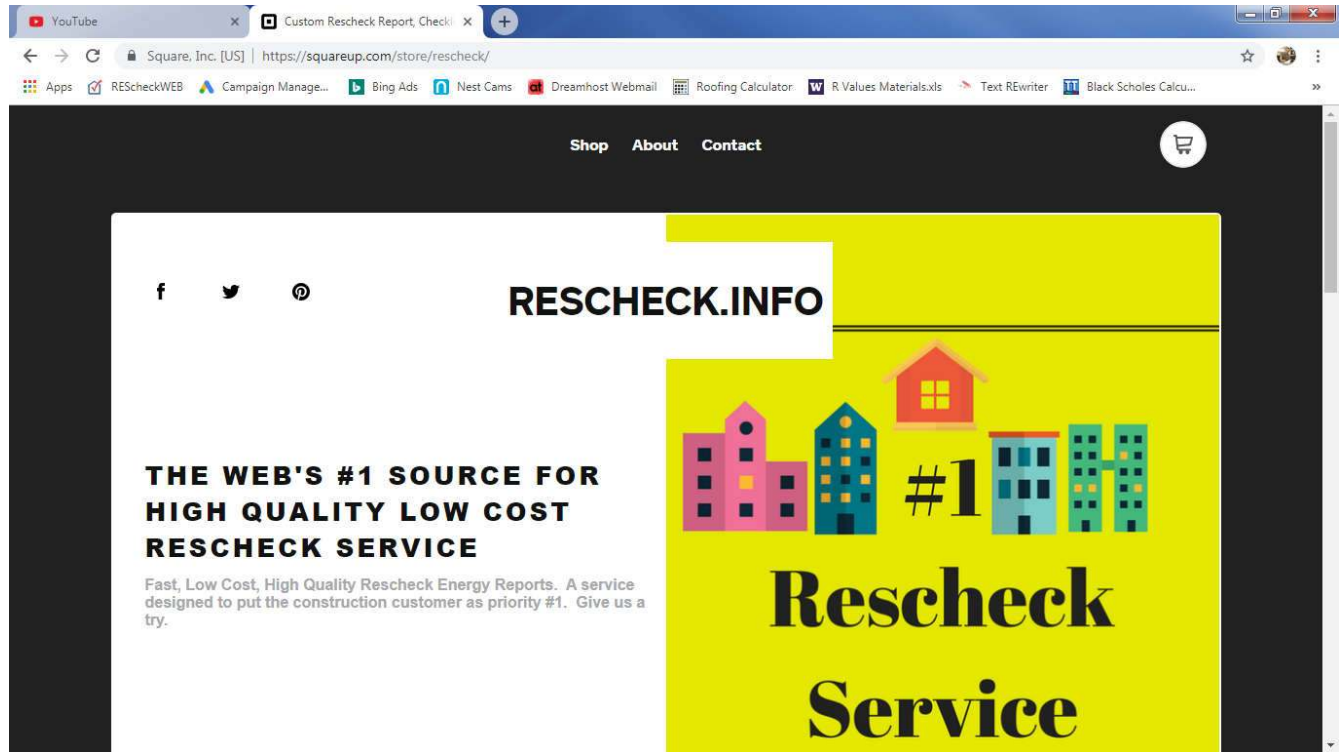 YouTube
Custom Rescheck Report, Check
Square, Inc. [US] | https://squareup.com/store/rescheck/
Apps REScheckWEB Campaign Manage... Bing Ads Nest Cams Dreamhost Webmail Roofing Calculator R Values Materials.xls Text REwriter Black Scholes Calcu... »
Shop About Contact
RESCHECK.INFO
THE WEB'S #1 SOURCE FOR
HIGH QUALITY LOW COST
RESCHECK SERVICE
Fast, Low Cost, High Quality Rescheck Energy Reports. A service
designed to put the construction customer as priority #1. Give us a
try.
#1
Rescheck
Service